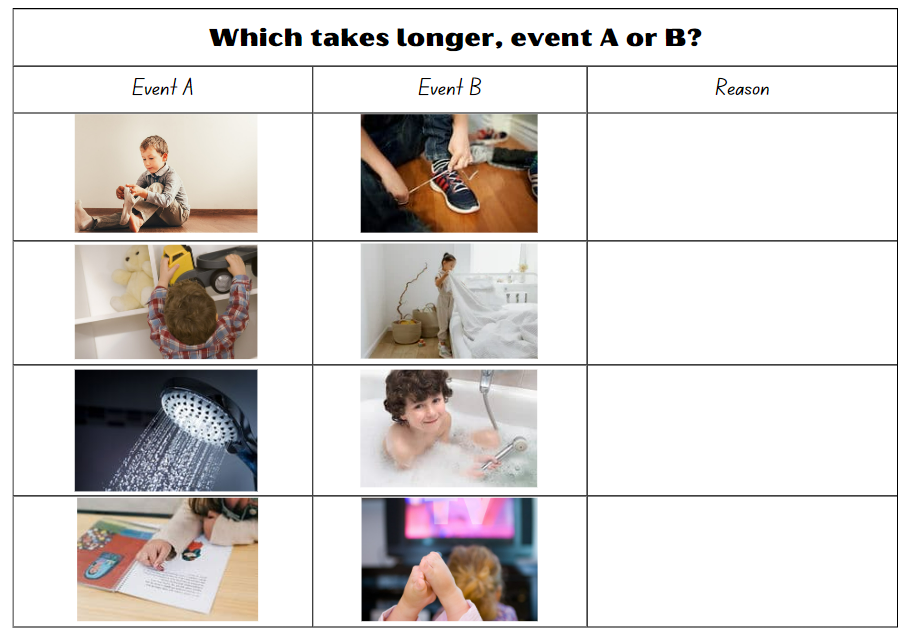 Which takes longer, event A or B?
Event A
Event B
Reason